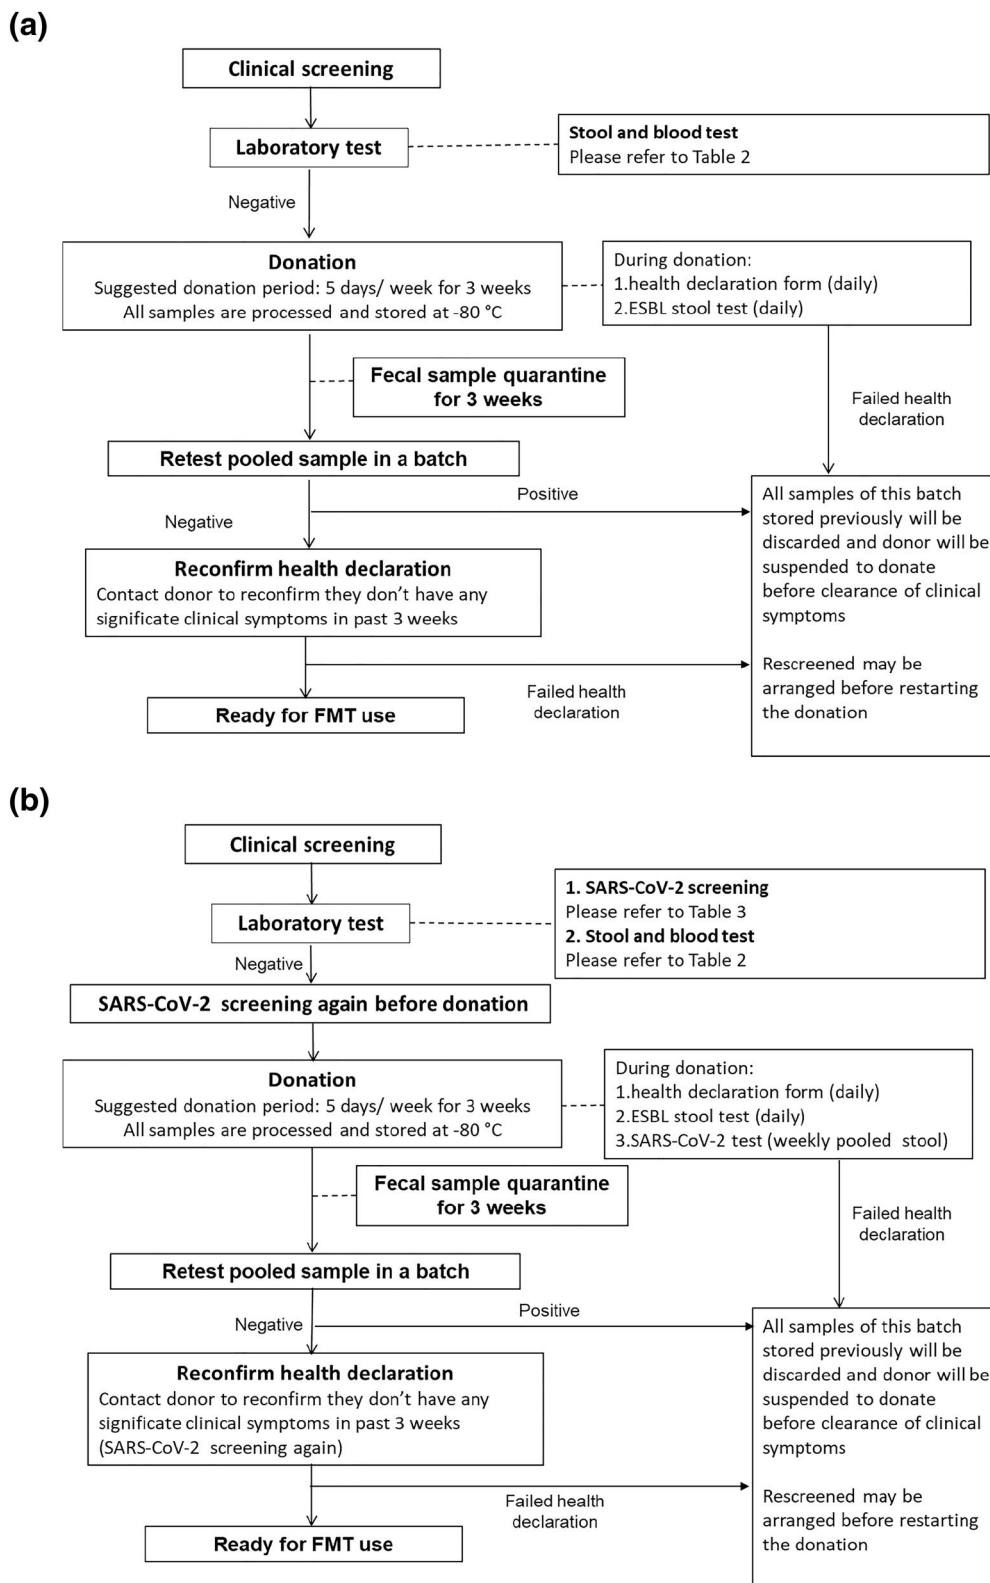 (a)
Clinical screening
Laboratory test
Stool and blood test
Please refer to Table 2
Negative
Donation
Suggested donation period: 5 days/ week for 3 weeks
All samples are processed and stored at -80 °C
During donation:
1.health declaration form (daily)
2.ESBL stool test (daily)
Fecal sample quarantine
for 3 weeks
Failed health
declaration
Retest pooled sample in a batch
Positive
Negative
All samples of this batch
stored previously will be
discarded and donor will be
suspended to donate
before clearance of clinical
symptoms
Rescreened may be
arranged before restarting
the donation
Reconfirm health declaration
Contact donor to reconfirm they don't have any
significate clinical symptoms in past 3 weeks
Failed health
declaration
Ready for FMT use
(b)
Clinical screening
Laboratory test
1. SARS-CoV-2 screening
Please refer to Table 3
2. Stool and blood test
Please refer to Table 2
Negative
SARS-CoV-2 screening again before donation
Donation
Suggested donation period: 5 days/ week for 3 weeks
All samples are processed and stored at -80 °C
During donation:
1.health declaration form (daily)
2.ESBL stool test (daily)
3.SARS-CoV-2 test (weekly pooled stool)
Fecal sample quarantine
for 3 weeks
Failed health
declaration
Retest pooled sample in a batch
Positive
Negative
All samples of this batch
stored previously will be
discarded and donor will be
suspended to donate
before clearance of clinical
symptoms
Rescreened may be
arranged before restarting
the donation
Reconfirm health declaration
Contact donor to reconfirm they don't have any
significate clinical symptoms in past 3 weeks
(SARS-CoV-2 screening again)
Failed health
declaration
Ready for FMT use